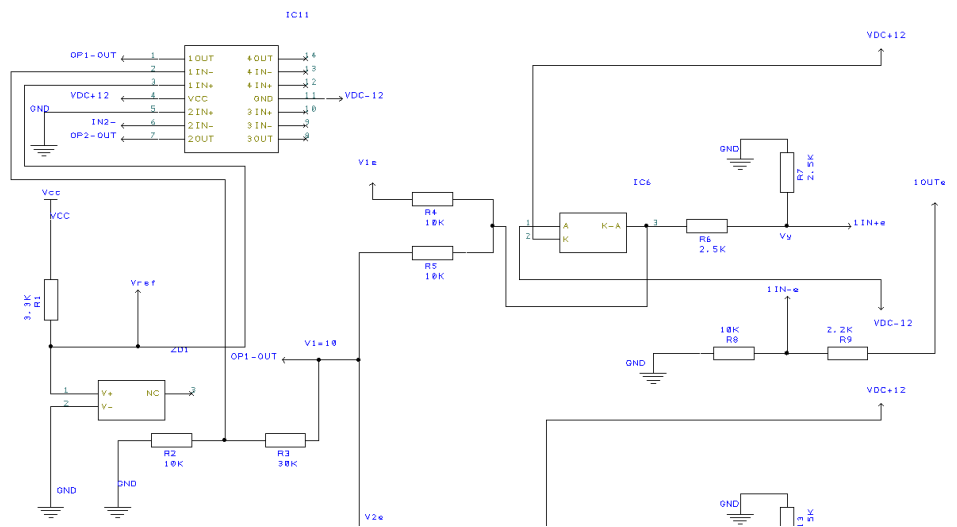 IC11
OP1-OUT 1 1OUT 4OUT 14
2 1IN- 4IN- 13
3 1IN+ 4IN+ 12
VDC+12 4 VCC GND 11 VDC-12
GND 5 2IN+ 3IN+ 10
IN2- 6 2IN- 3IN- 9
OP2-OUT 7 2OUT 3OUT 8
VDC+12
V1e
GND
R7
2.5K
IC6
1OUTe
Vcc
VCC
R4
10K
1 A K-A 3
2 K
R6
2.5K
Vy
1IN+e
R5
10K
3.3K
R1
Vref
1IN-e
VDC-12
ZD1
V1=10
OP1-OUT
10K
R8
2.2K
R9
GND
1 V+ NC 3
2 V-
VDC+12
R2
10K
R3
30K
GND
GND
GND
V2e
13
5K